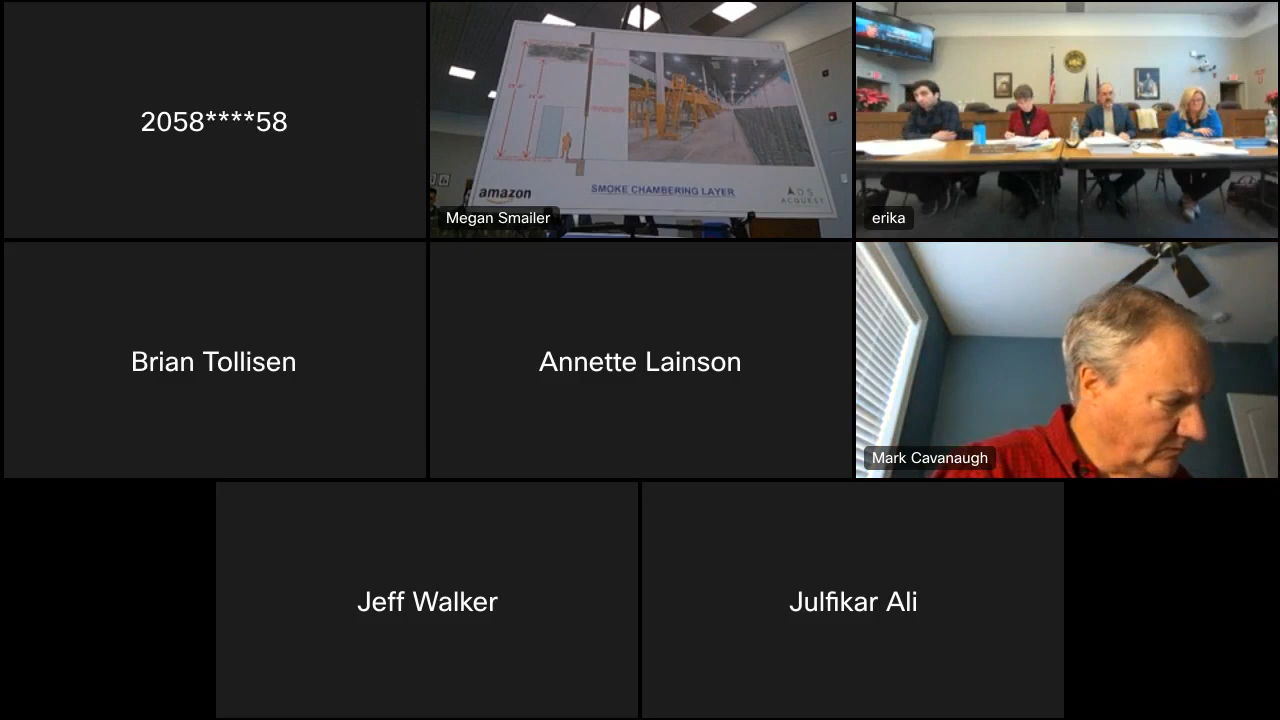 2058****58
amazon
SMOKE CHAMBERING LAYER
ACQUEST
Megan Smailer
erika
Brian Tollisen
Annette Lainson
Mark Cavanaugh
Jeff Walker
Julfikar Ali